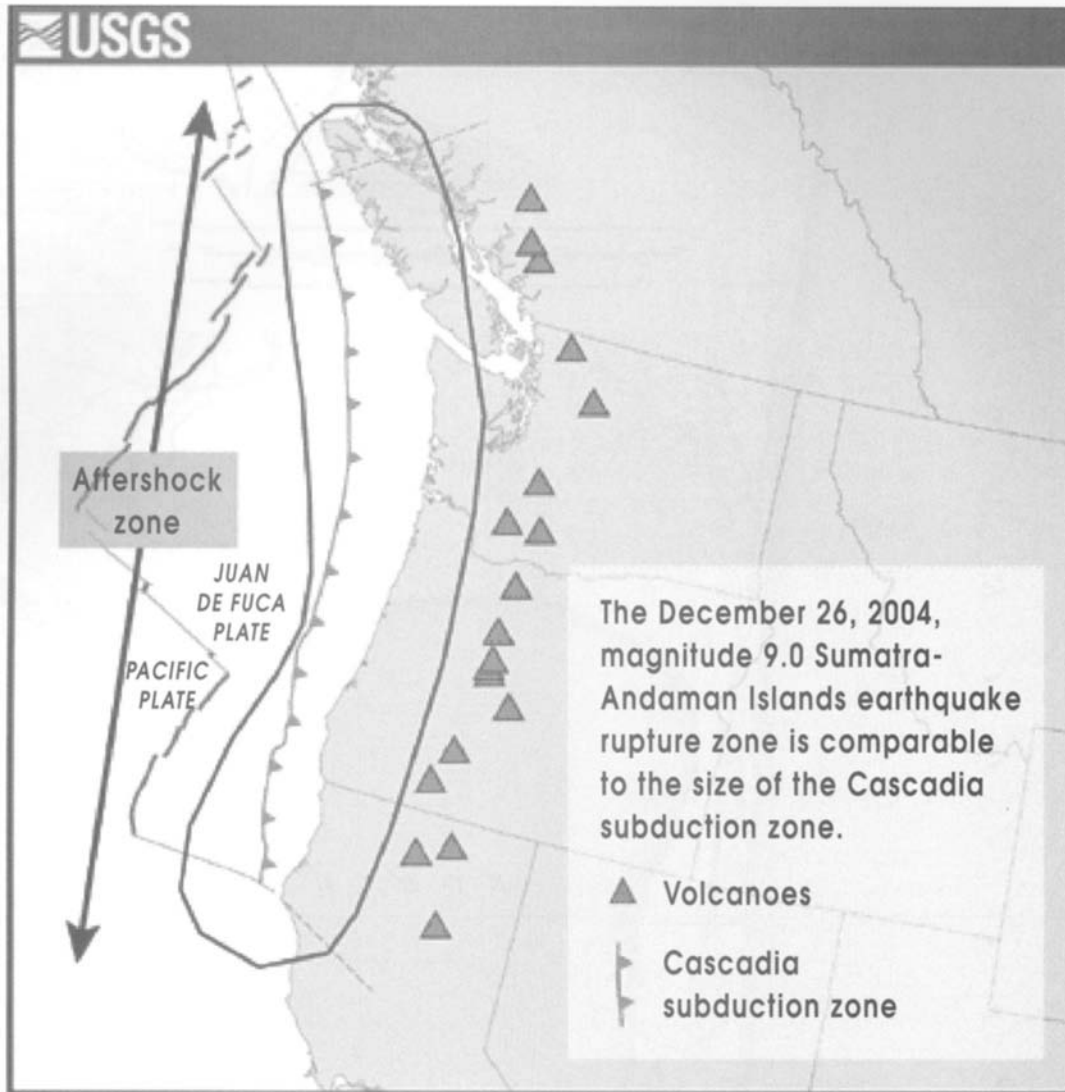 USGS
Aftershock
zone
JUAN
DE FUCA
PLATE
PACIFIC
PLATE
The December 26, 2004,
magnitude 9.0 Sumatra-
Andaman Islands earthquake
rupture zone is comparable
to the size of the Cascadia
subduction zone.
Volcanoes
Cascadia
subduction zone